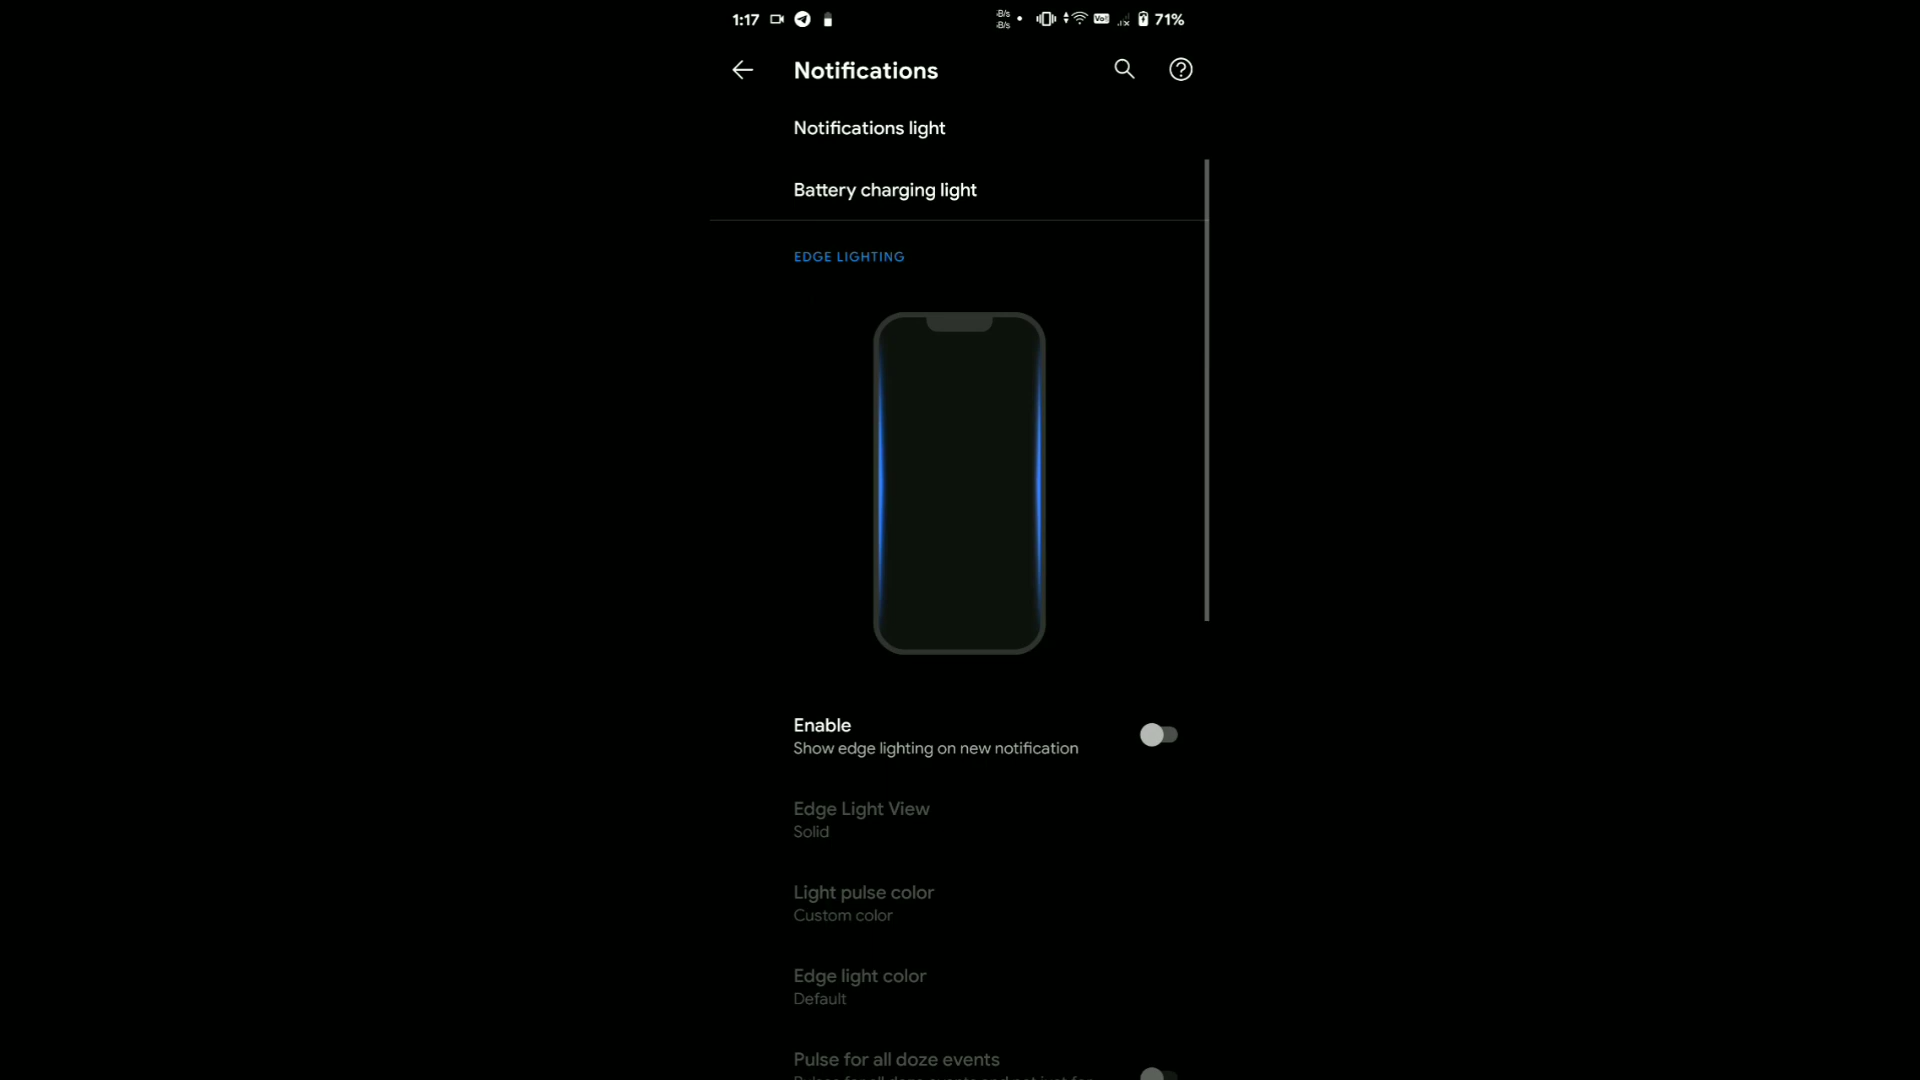 1:17 B/s 71%
B/s
Notifications
Notifications light
Battery charging light
EDGE LIGHTING
Enable
Show edge lighting on new notification
Edge Light View
Solid
Light pulse color
Custom color
Edge light color
Default
Pulse for all doze events